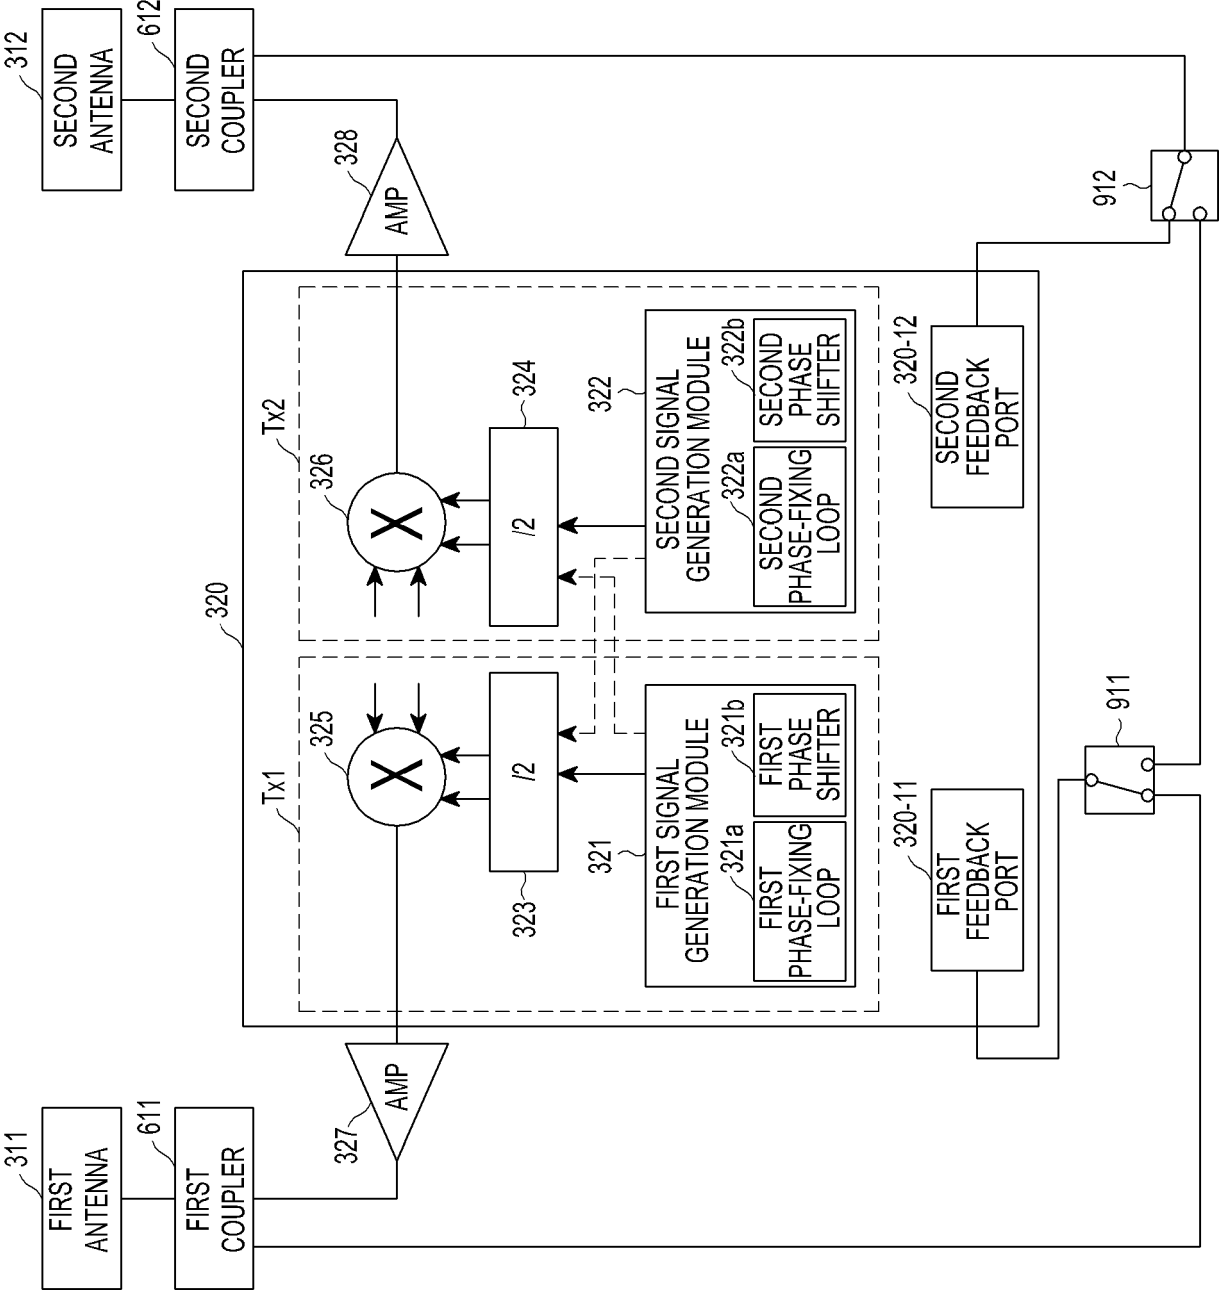 311
FIRST
ANTENNA
611
FIRST
COUPLER
327
AMP
312
SECOND
ANTENNA
612
SECOND
COUPLER
328
AMP
320
Tx1
325
X
/2
323
321
FIRST SIGNAL
GENERATION MODULE
321a
FIRST
PHASE-FIXING
LOOP
321b
FIRST
PHASE
SHIFTER
Tx2
326
X
324
/2
322
SECOND SIGNAL
GENERATION MODULE
322a
SECOND
PHASE-FIXING
LOOP
322b
SECOND
PHASE
SHIFTER
320-11
FIRST
FEEDBACK
PORT
320-12
SECOND
FEEDBACK
PORT
911
912